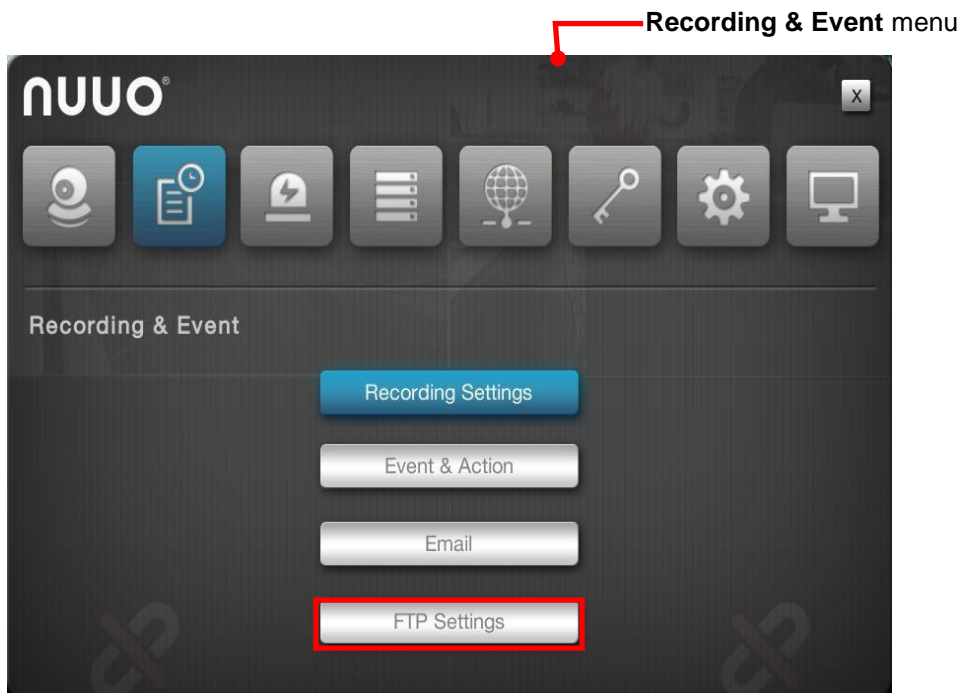 Recording & Event menu
nuuo®
X
Recording & Event
Recording Settings
Event & Action
Email
FTP Settings